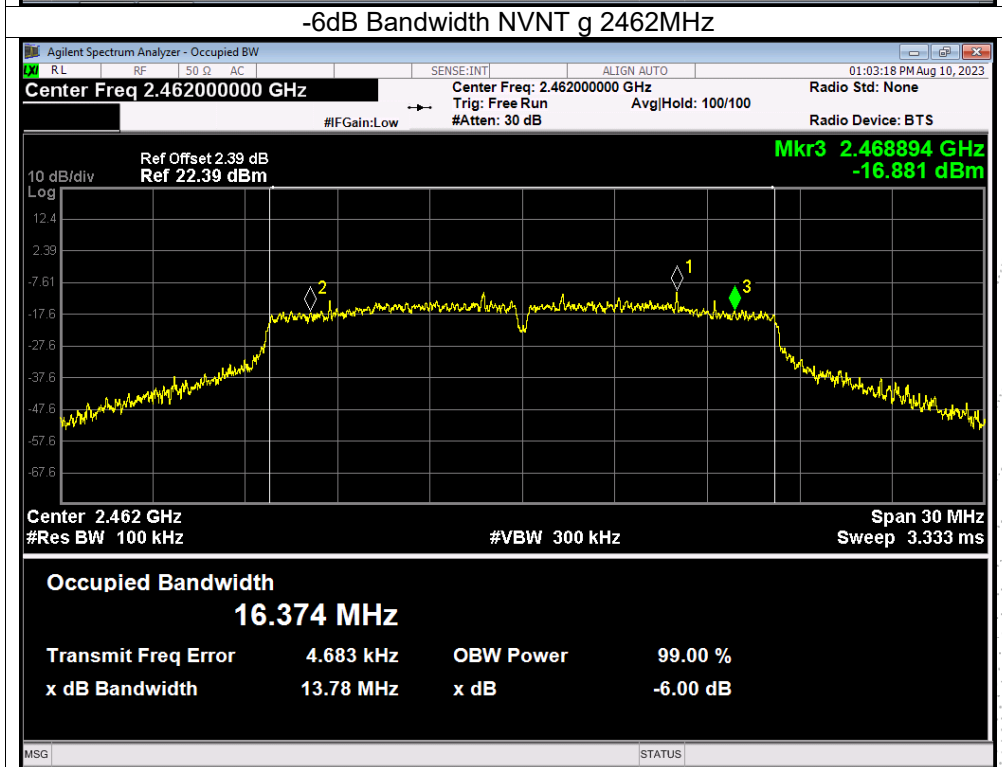 -6dB Bandwidth NVNT g 2462MHz
Agilent Spectrum Analyzer - Occupied BW
LXI RL RF 50 Ω AC SENSE:INT ALIGN AUTO 01:03:18 PM Aug 10, 2023
Center Freq 2.462000000 GHz Center Freq: 2.462000000 GHz Radio Std: None
Trig: Free Run Avg|Hold: 100/100
#IFGain:Low #Atten: 30 dB Radio Device: BTS
Mkr3 2.468894 GHz
-16.881 dBm
Ref Offset 2.39 dB
10 dB/div Ref 22.39 dBm
Log
12.4
2.39
-7.61
-17.6
-27.6
-37.6
-47.6
-57.6
-67.6
1
2
3
Center 2.462 GHz Span 30 MHz
#Res BW 100 kHz #VBW 300 kHz Sweep 3.333 ms
Occupied Bandwidth
16.374 MHz
Transmit Freq Error 4.683 kHz OBW Power 99.00 %
x dB Bandwidth 13.78 MHz x dB -6.00 dB
MSG STATUS